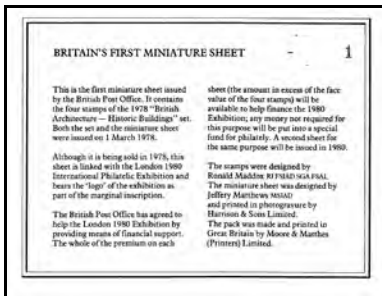 BRITAIN'S FIRST MINIATURE SHEET - 1
This is the first miniature sheet issued
by the British Post Office. It contains
the four stamps of the 1978 "British
Architecture — Historic Buildings" set.
Both the set and the miniature sheet
were issued on 1 March 1978.
Although it is being sold in 1978, this
sheet is linked with the London 1980
International Philatelic Exhibition and
bears the 'logo' of the exhibition as
part of the marginal inscription.
The British Post Office has agreed to
help the London 1980 Exhibition by
providing means of financial support.
The whole of the premium on each
sheet (the amount in excess of the face
value of the four stamps) will be
available to help finance the 1980
Exhibition; any money not required for
this purpose will be put into a special
fund for philately. A second sheet for
the same purpose will be issued in 1980.
The stamps were designed by
Ronald Maddox
The miniature sheet was designed by
Jeffery Matthews MSIAD
and printed in photogravure by
Harrison & Sons Limited.
The pack was made and printed in
Great Britain by Moore & Matthes
(Printers) Limited.